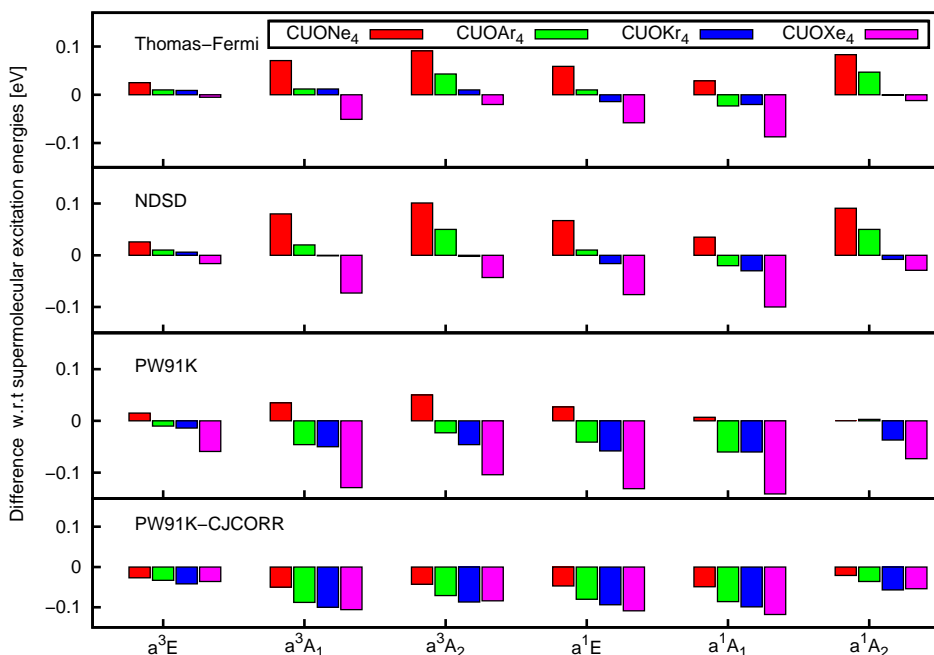 CUONe₄ CUOAr₄ CUOKr₄ CUOXe₄
Difference w.r.t supermolecular excitation energies [eV]
Thomas−Fermi
0.1
0
−0.1
NDSD
0.1
0
−0.1
PW91K
0.1
0
−0.1
PW91K−CJCORR
0.1
0
−0.1
a³E a³A₁ a³A₂ a¹E a¹A₁ a¹A₂